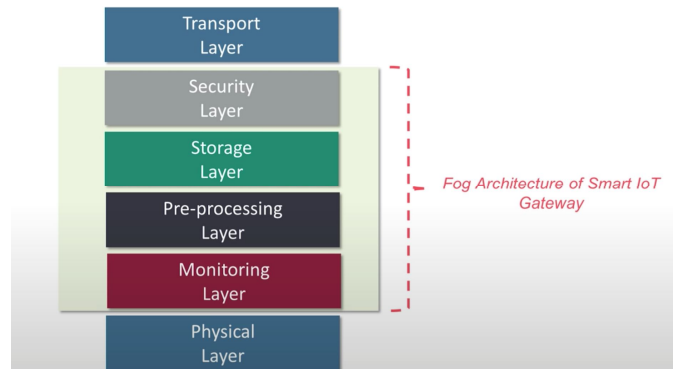 Transport
Layer
Security
Layer
Storage
Layer
Pre-processing
Layer
Monitoring
Layer
Physical
Layer
Fog Architecture of Smart IoT
Gateway